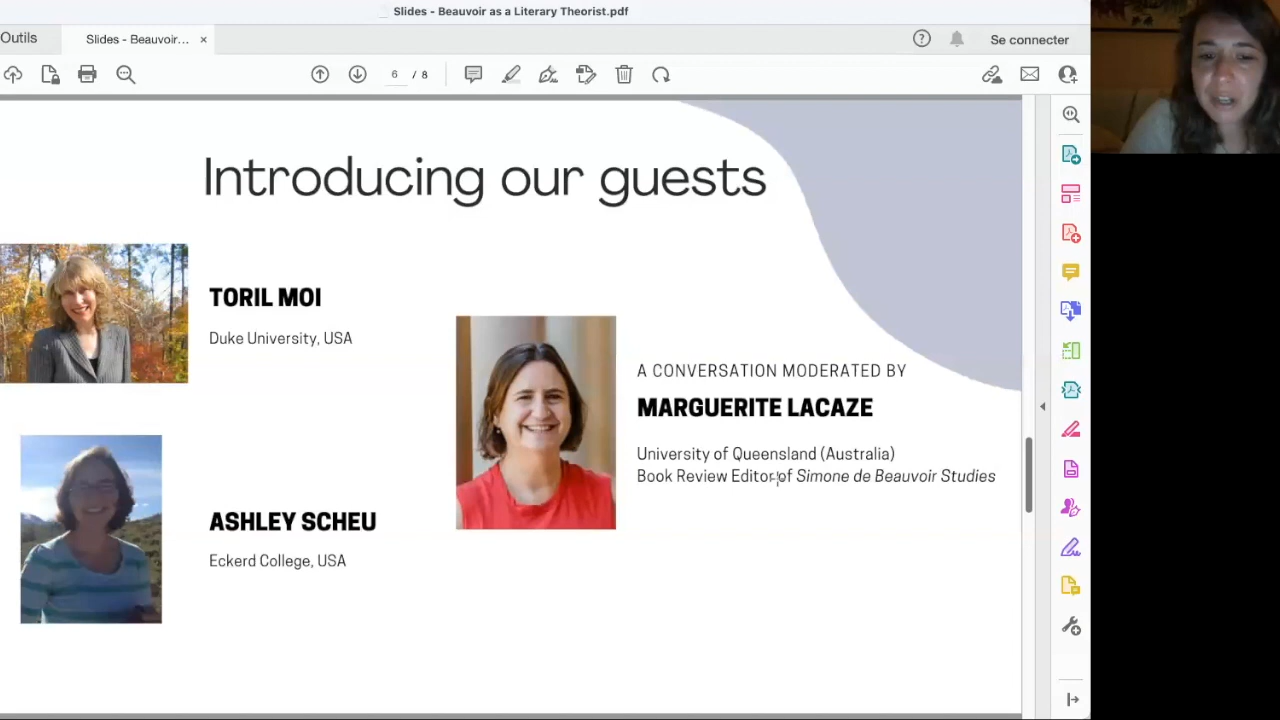 Slides - Beauvoir as a Literary Theorist.pdf
Outils
Slides - Beauvoir... ×
Se connecter
6 / 8
Introducing our guests
TORIL MOI
Duke University, USA
A CONVERSATION MODERATED BY
MARGUERITE LACAZE
University of Queensland (Australia)
Book Review Editor of Simone de Beauvoir Studies
ASHLEY SCHEU
Eckerd College, USA